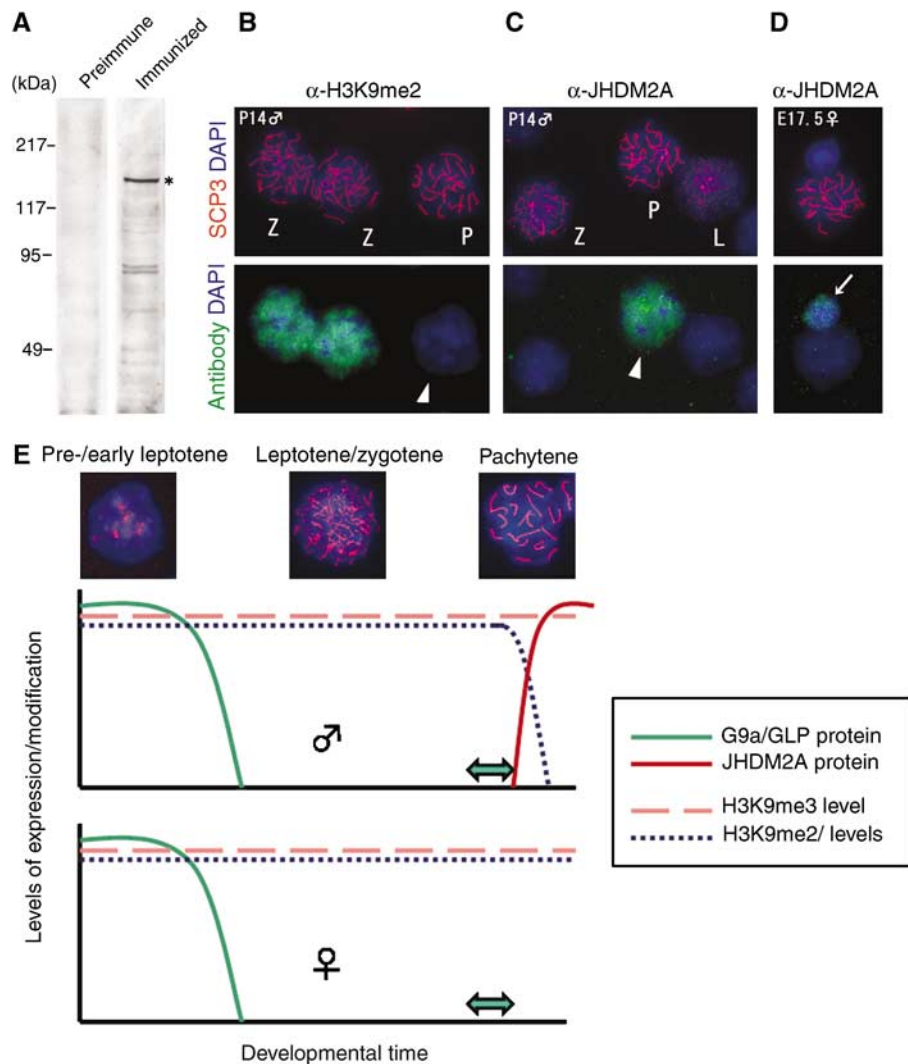 A
Preimmune
Immunized
(kDa)
217–
117–
95–
49–
*
B
α-H3K9me2
C
α-JHDM2A
D
α-JHDM2A
SCP3 DAPI
Antibody DAPI
P14♂
Z
Z
P
P14♂
Z
P
L
E17.5♀
E
Pre-/early leptotene
Leptotene/zygotene
Pachytene
Levels of expression/modification
♂
♀
Developmental time
G9a/GLP protein
JHDM2A protein
H3K9me3 level
H3K9me2/ levels